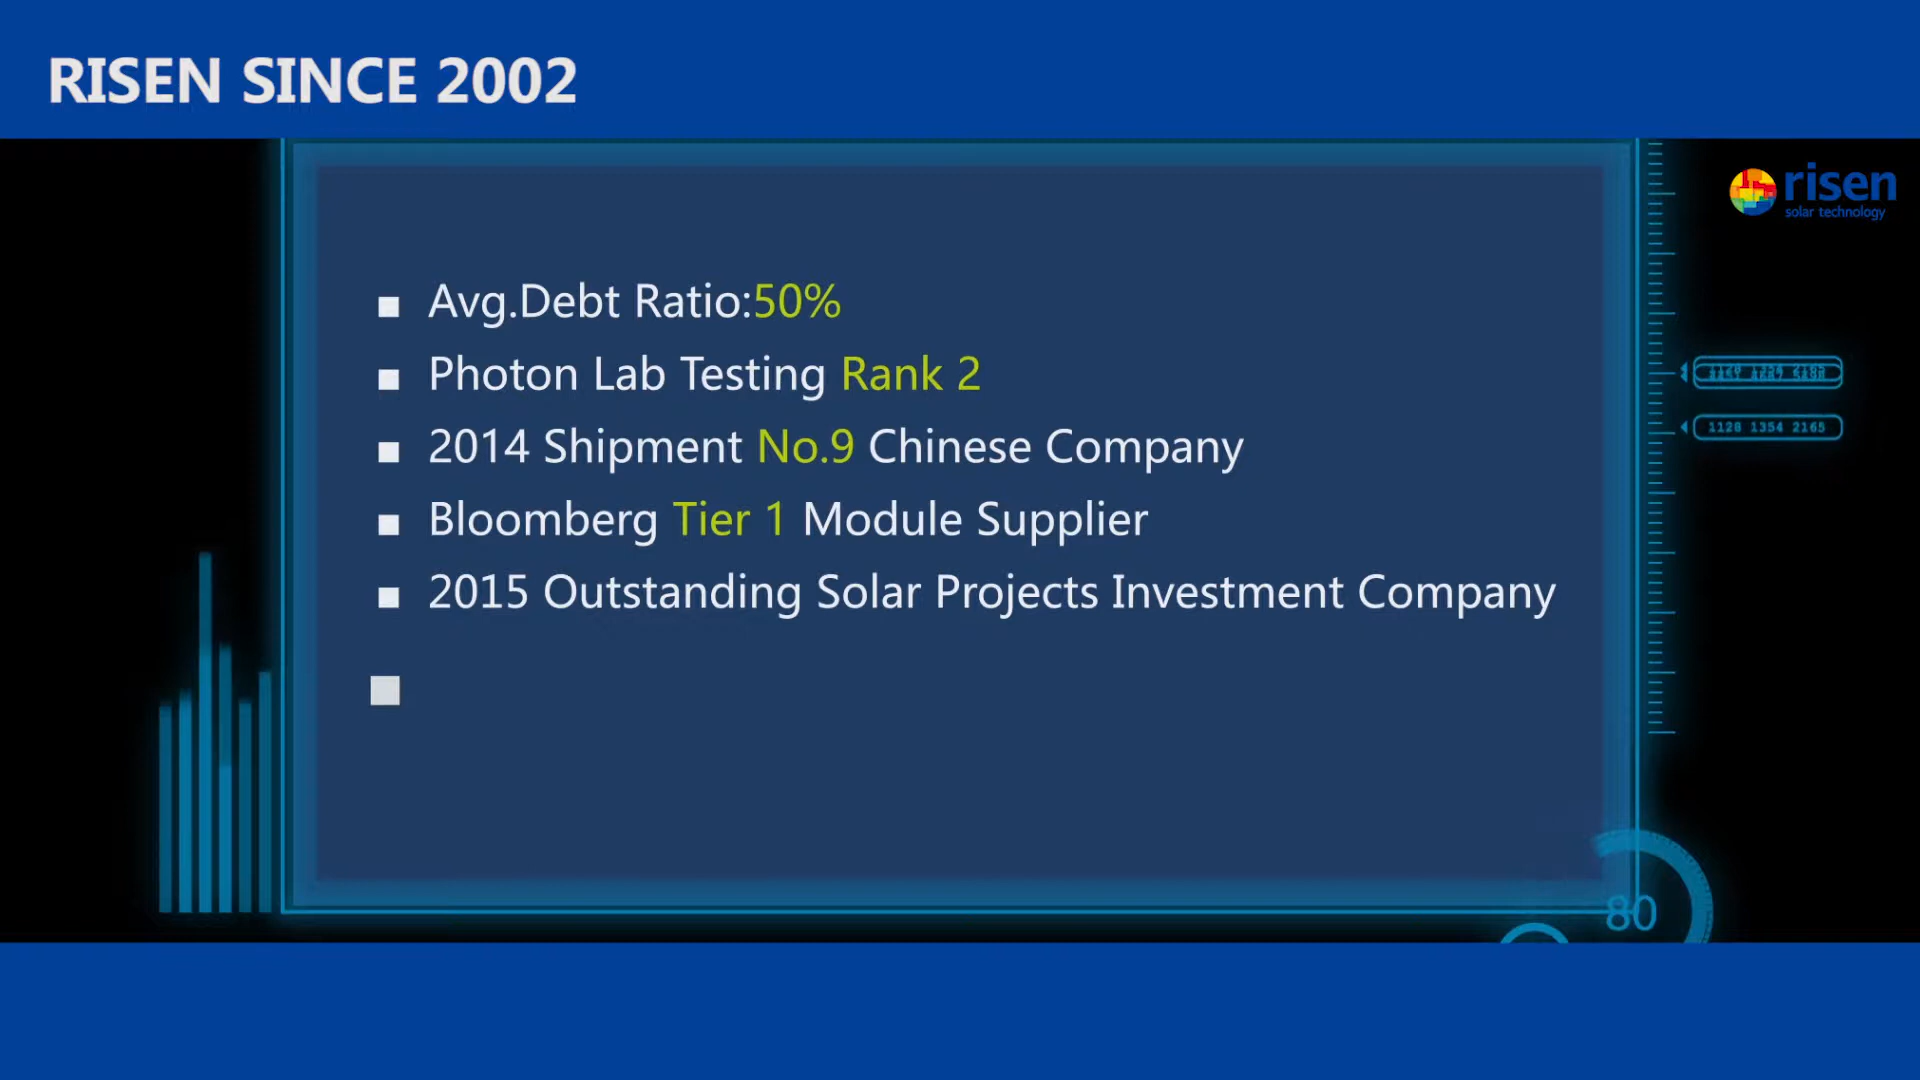 RISEN SINCE 2002
risen
solar technology
■ Avg.Debt Ratio:50%
■ Photon Lab Testing Rank 2
■ 2014 Shipment No.9 Chinese Company
■ Bloomberg Tier 1 Module Supplier
■ 2015 Outstanding Solar Projects Investment Company
■
1128 1354 2165
80